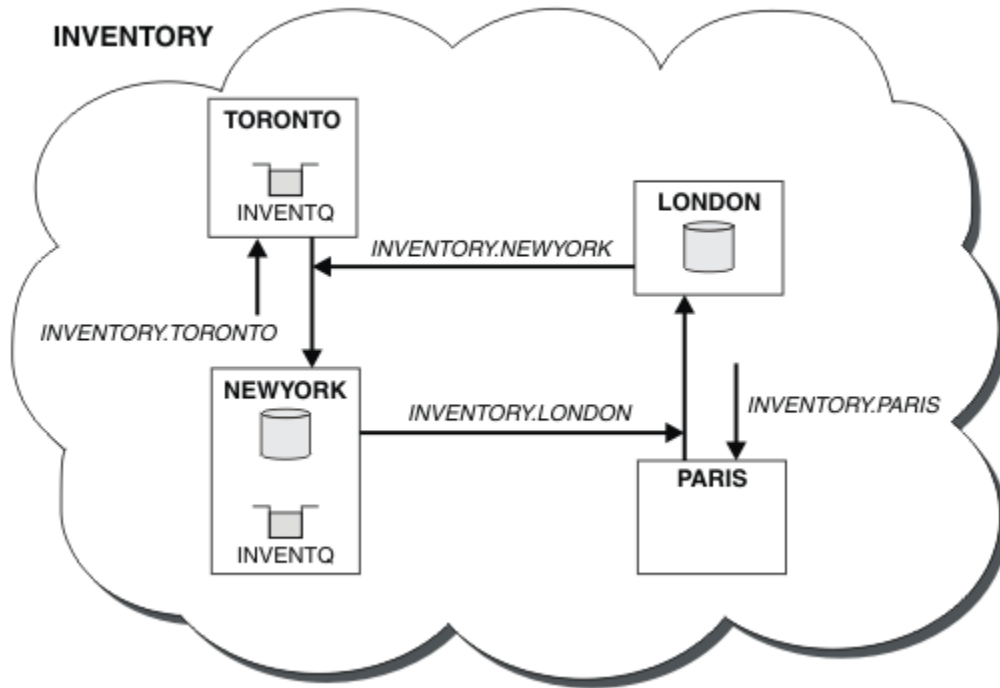 INVENTORY
TORONTO
INVENTQ
LONDON
INVENTORY.NEWYORK
INVENTORY.TORONTO
NEWYORK
INVENTORY.LONDON
INVENTORY.PARIS
PARIS
INVENTQ